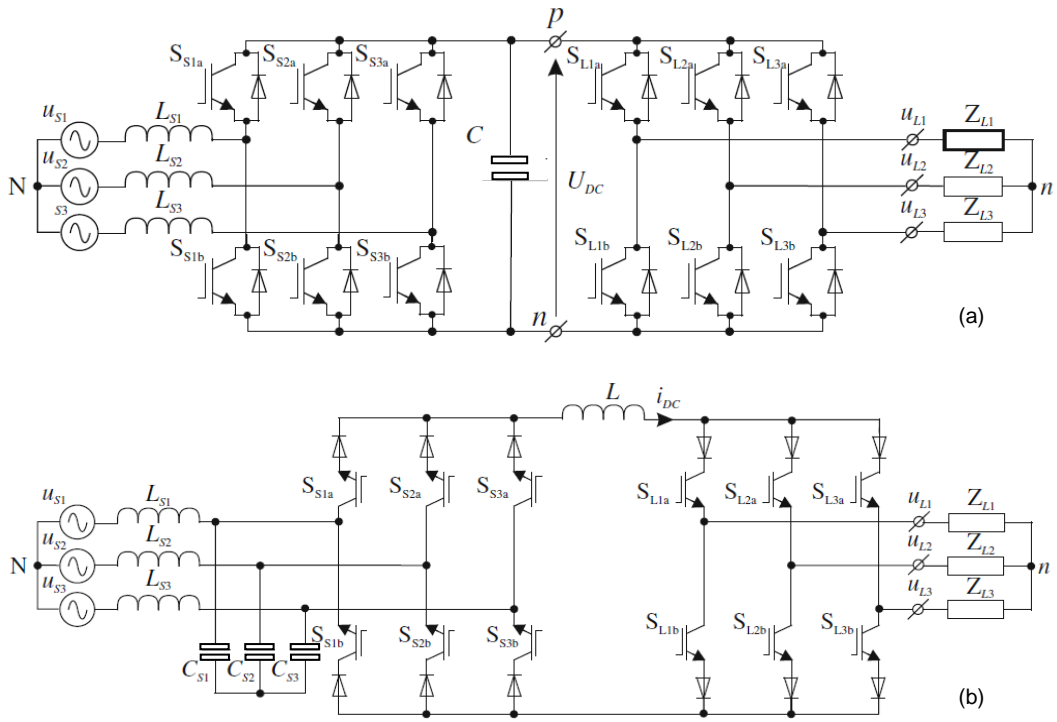 p
S_S1a S_S2a S_S3a S_L1a S_L2a S_L3a
u_S1 L_S1 u_L1 Z_L1
u_S2 L_S2 C u_L2 Z_L2
N U_DC n
S3 L_S3 u_L3 Z_L3
S_S1b S_S2b S_S3b S_L1b S_L2b S_L3b
n
(a)
L i_DC
S_S1a S_S2a S_S3a S_L1a S_L2a S_L3a
u_S1 L_S1 u_L1 Z_L1
u_S2 L_S2 u_L2 Z_L2
N n
u_S3 L_S3 u_L3 Z_L3
S_S1b S_S2b S_S3b S_L1b S_L2b S_L3b
C_S1 C_S2 C_S3
(b)